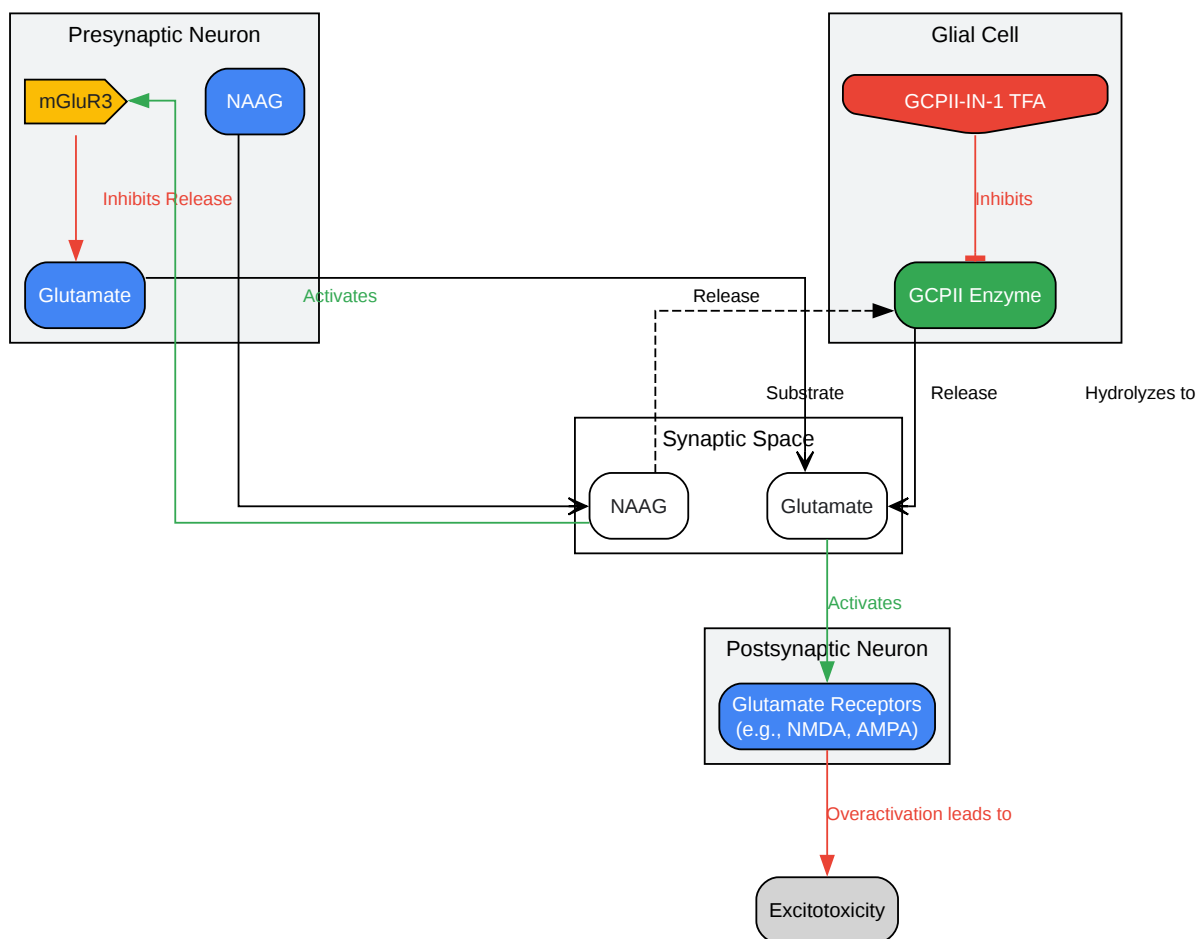 Presynaptic Neuron
Glial Cell
mGluR3
NAAG
GCPII-IN-1 TFA
Inhibits Release
Inhibits
Glutamate
Activates
Release
GCPII Enzyme
Substrate
Release
Hydrolyzes to
Synaptic Space
NAAG
Glutamate
Activates
Postsynaptic Neuron
Glutamate Receptors
(e.g., NMDA, AMPA)
Overactivation leads to
Excitotoxicity